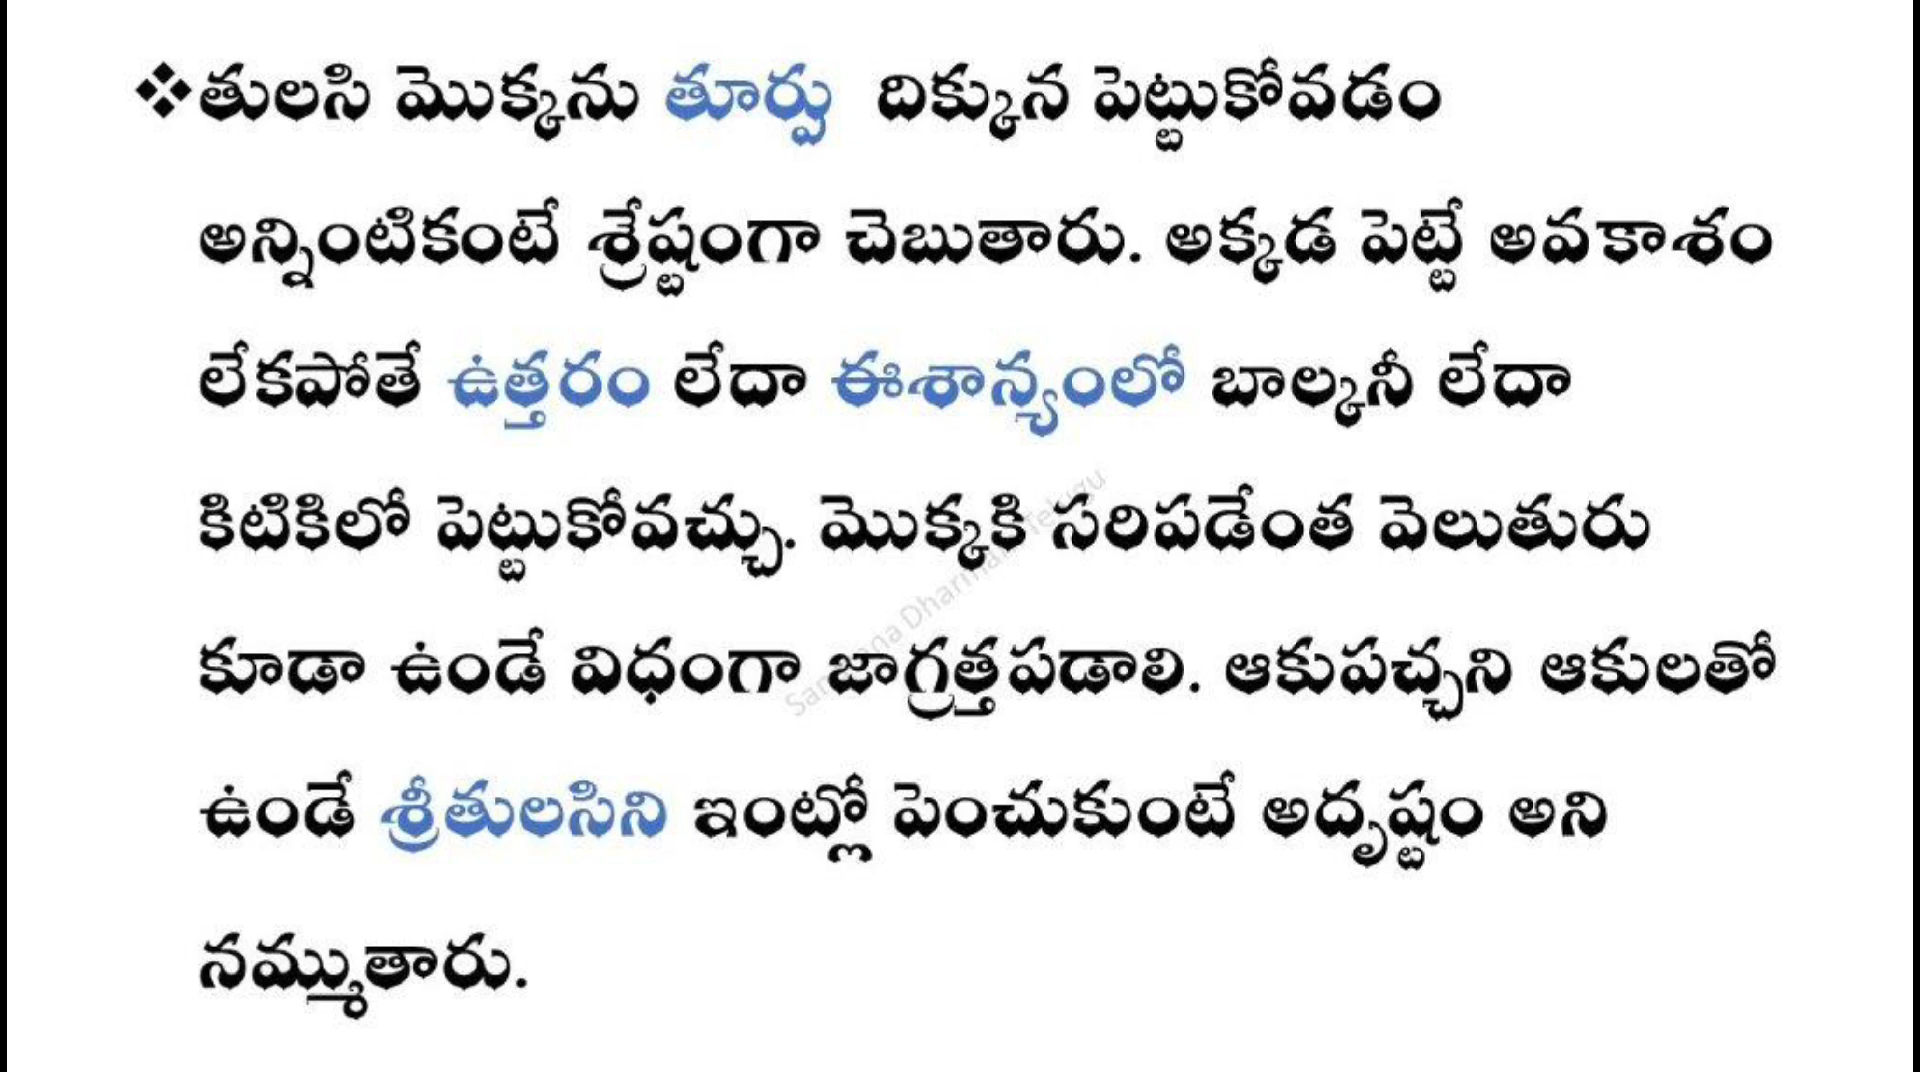 ❖తులసి మొక్కను తూర్పు దిక్కున పెట్టుకోవడం
అన్నింటికంటే శ్రేష్టంగా చెబుతారు. అక్కడ పెట్టే అవకాశం
లేకపోతే ఉత్తరం లేదా ఈశాన్యంలో బాల్కనీ లేదా
కిటికిలో పెట్టుకోవచ్చు. మొక్కకి సరిపడేంత వెలుతురు
కూడా ఉండే విధంగా జాగ్రత్తపడాలి. ఆకుపచ్చని ఆకులతో
ఉండే శ్రీతులసిని ఇంట్లో పెంచుకుంటే అదృష్టం అని
నమ్ముతారు.